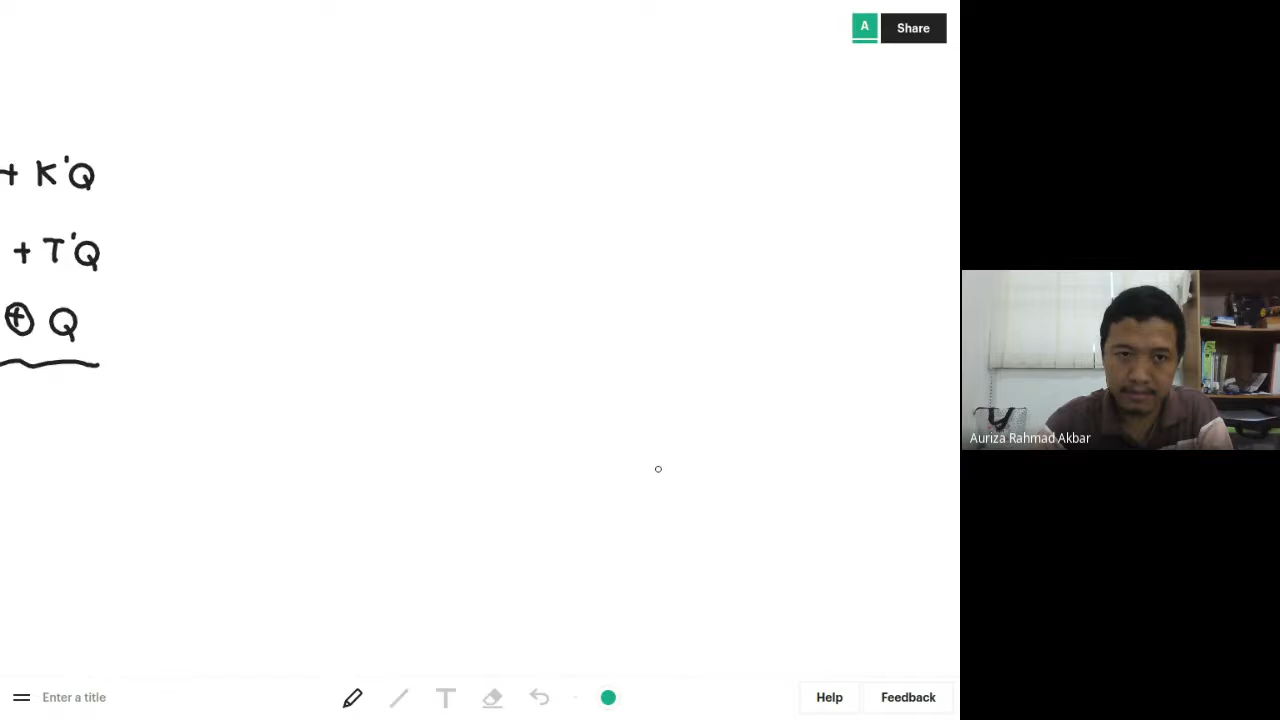 A Share
+ K'Q
+ T'Q
⊕ Q
Auriza Rahmad Akbar
Enter a title
T
Help Feedback